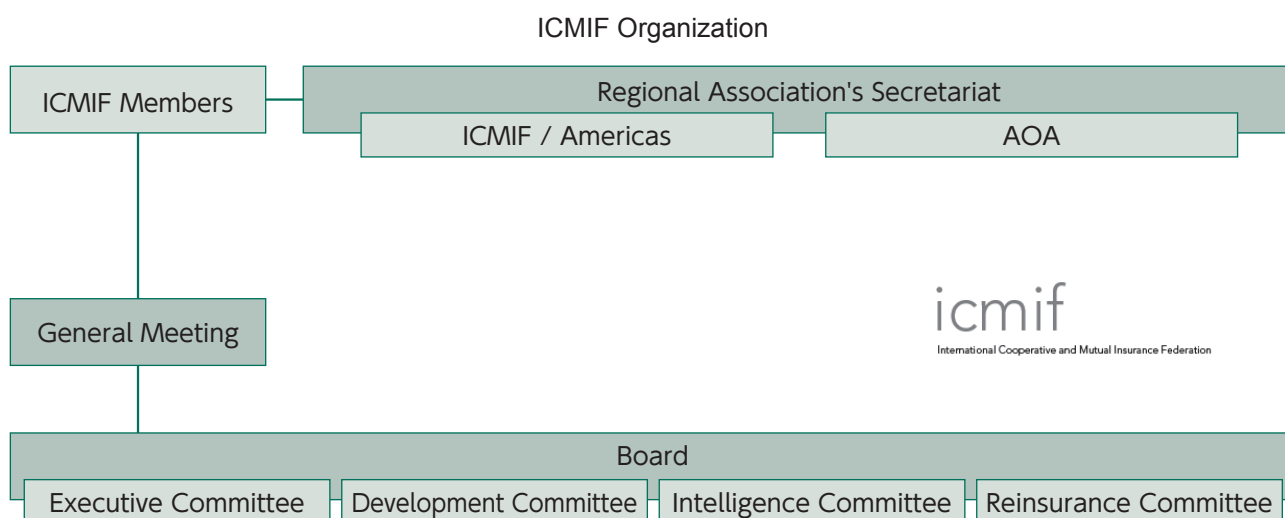 ICMIF Organization
ICMIF Members
Regional Association's Secretariat
ICMIF / Americas
AOA
General Meeting
icmif
International Cooperative and Mutual Insurance Federation
Board
Executive Committee
Development Committee
Intelligence Committee
Reinsurance Committee